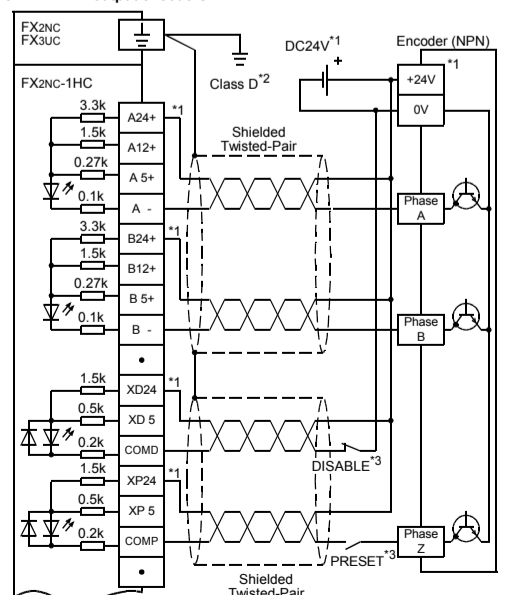 FX2NC
FX3UC
DC24V*1
+
Encoder (NPN)
Class D*2
+24V
*1
0V
FX2NC-1HC
3.3k
A24+
*1
1.5k
A12+
0.27k
A 5+
0.1k
A -
Shielded
Twisted-Pair
Phase
A
3.3k
B24+
*1
1.5k
B12+
0.27k
B 5+
0.1k
B -
Phase
B
1.5k
XD24
*1
0.5k
XD 5
0.2k
COMD
DISABLE*3
1.5k
XP24
*1
0.5k
XP 5
0.2k
COMP
PRESET*3
Phase
Z
Shielded
Twisted-Pair